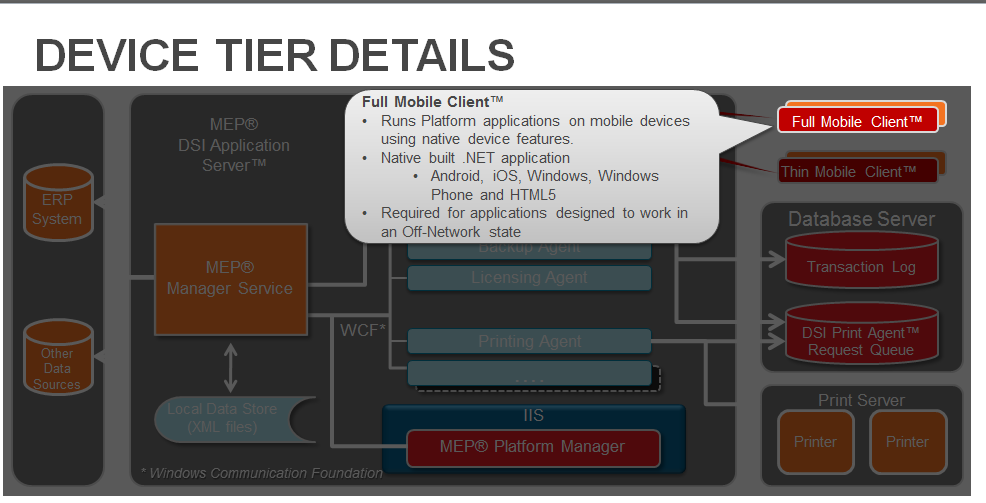 DEVICE TIER DETAILS
MEP®
DSI Application
Server™
Full Mobile Client™
• Runs Platform applications on mobile devices
using native device features.
• Native built .NET application
• Android, iOS, Windows, Windows
Phone and HTML5
• Required for applications designed to work in
an Off-Network state
Full Mobile Client™
Thin Mobile Client™
ERP
System
Other
Data
Sources
MEP®
Manager Service
WCF*
Local Data Store
(XML files)
* Windows Communication Foundation
Backup Agent
Licensing Agent
Printing Agent
. . . .
IIS
MEP® Platform Manager
Database Server
Transaction Log
DSI Print Agent™
Request Queue
Print Server
Printer
Printer